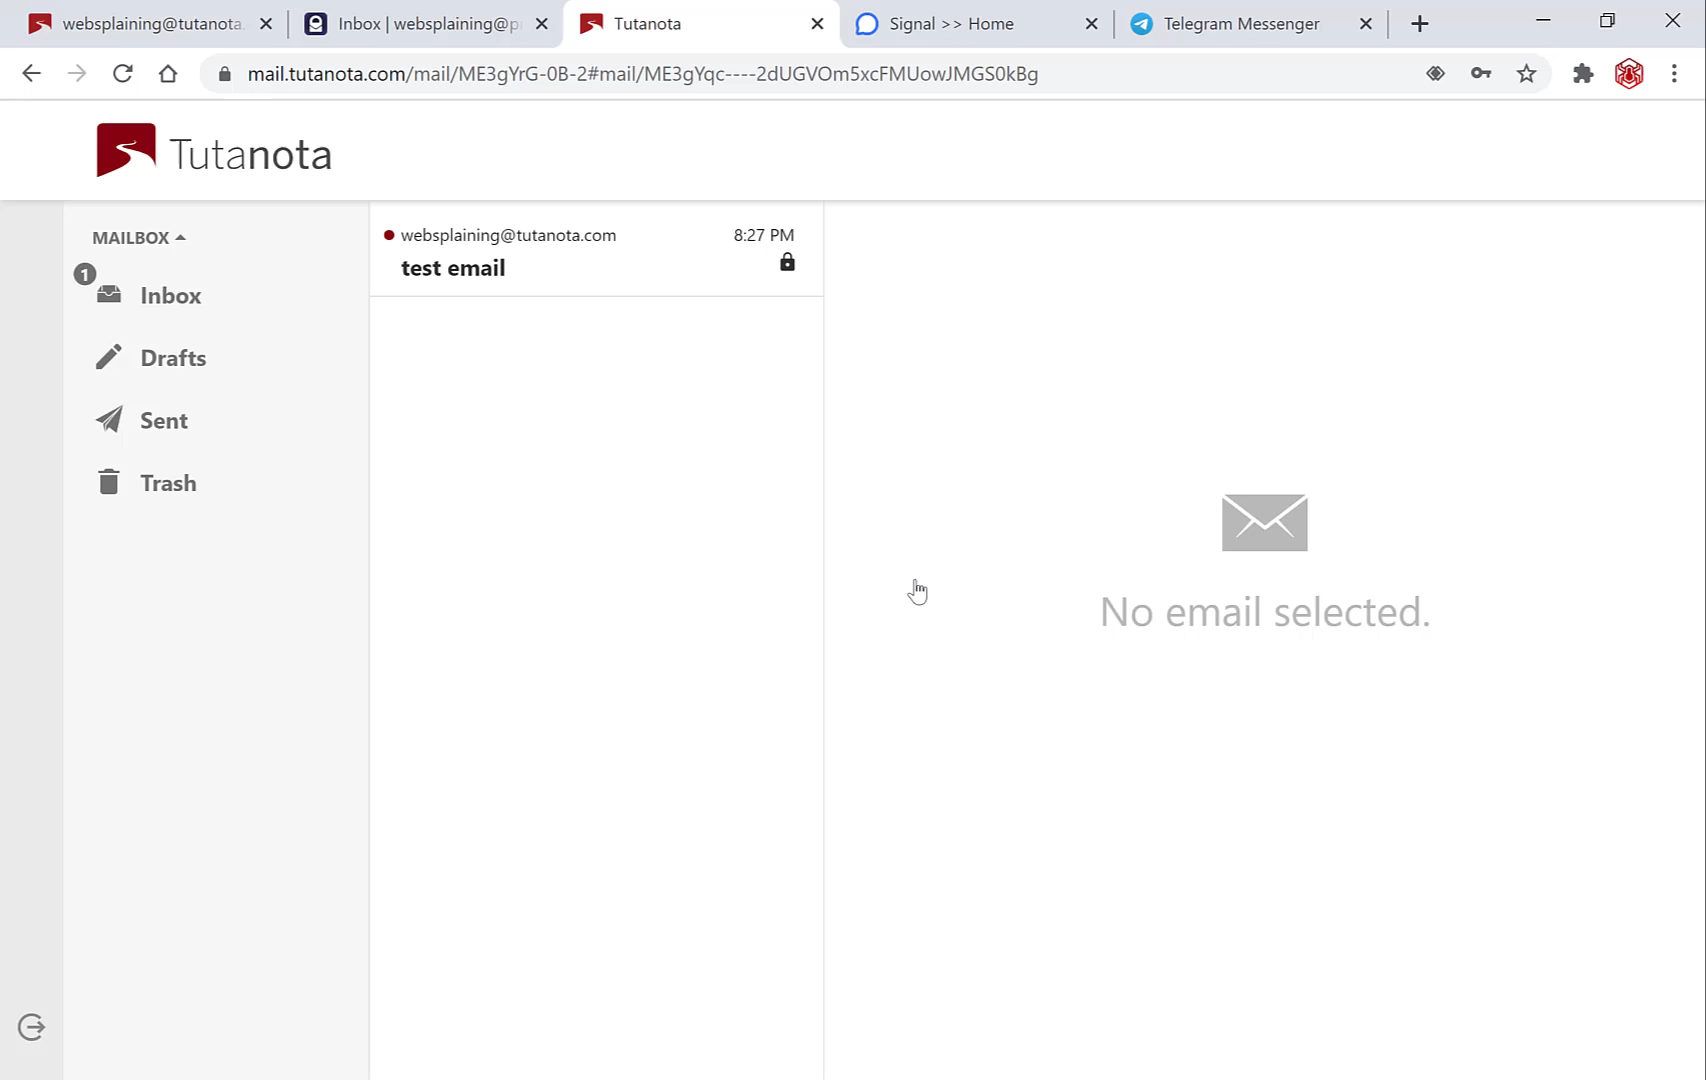 websplaining@tutanota.
Inbox | websplaining@pr
Tutanota
Signal >> Home
Telegram Messenger
mail.tutanota.com/mail/ME3gYrG-0B-2#mail/ME3gYqc----2dUGVOm5xcFMUowJMGS0kBg
Tutanota
MAILBOX
1
Inbox
Drafts
Sent
Trash
websplaining@tutanota.com 8:27 PM
test email
No email selected.